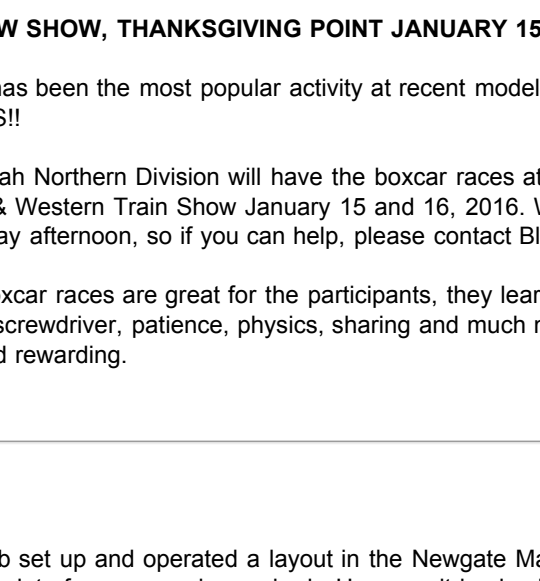 W SHOW, THANKSGIVING POINT JANUARY 15
has been the most popular activity at recent model
S!!
ah Northern Division will have the boxcar races at
& Western Train Show January 15 and 16, 2016. W
ay afternoon, so if you can help, please contact Bl
oxcar races are great for the participants, they lear
screwdriver, patience, physics, sharing and much
d rewarding.
b set up and operated a layout in the Newgate Ma